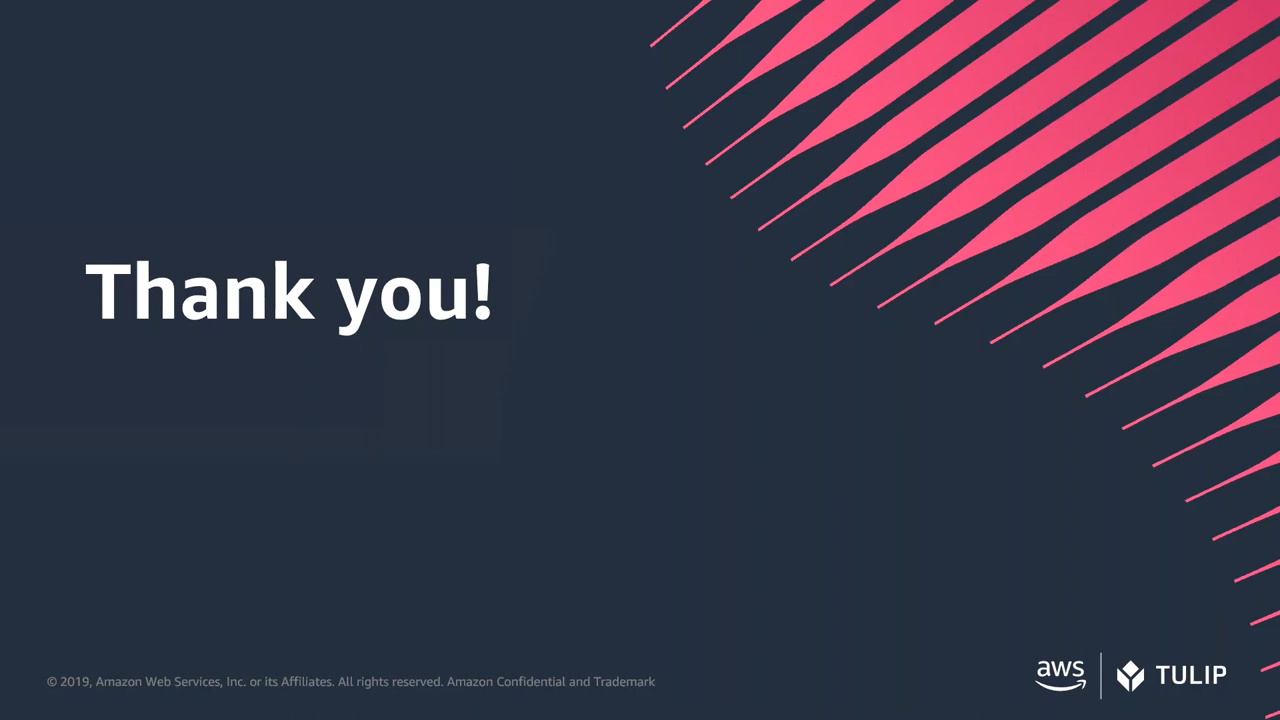 Thank you!
© 2019, Amazon Web Services, Inc. or its Affiliates. All rights reserved. Amazon Confidential and Trademark
aws
TULIP